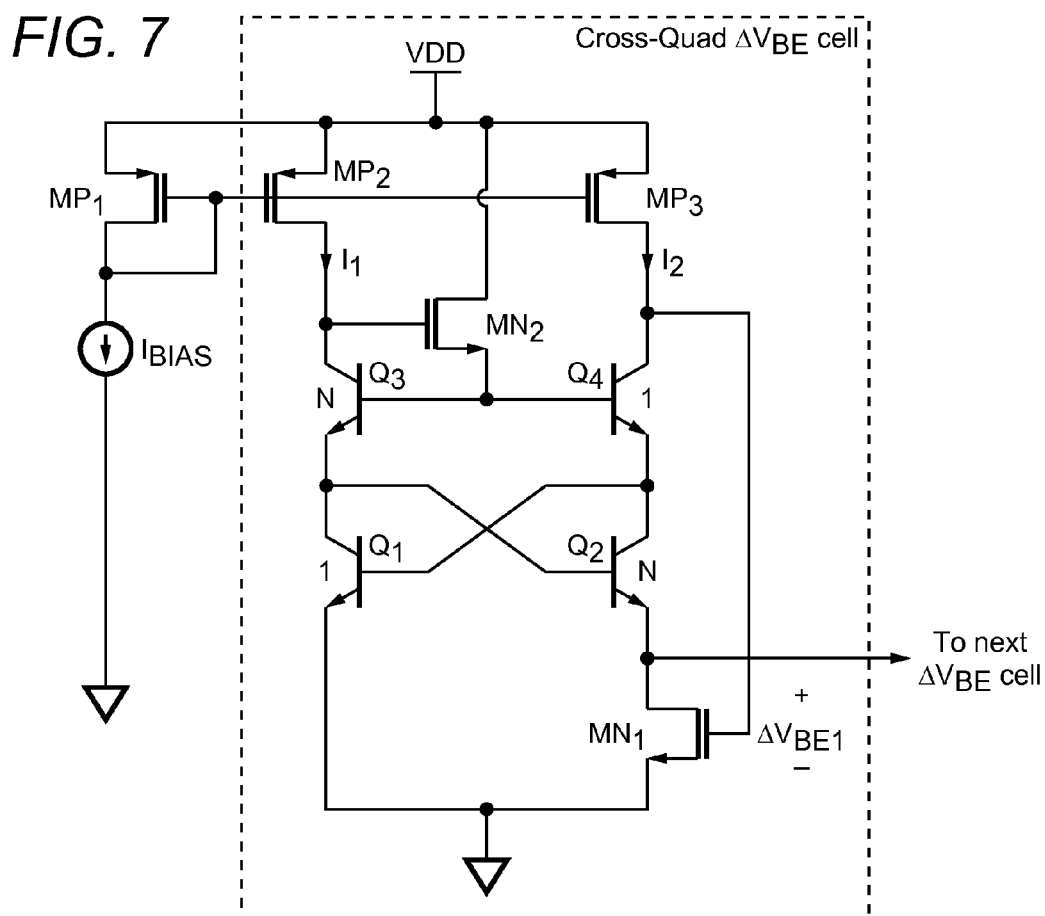 FIG. 7
Cross-Quad ΔVBE cell
VDD
MP1
MP2
MP3
I1
I2
IBIAS
MN2
Q3
Q4
N
1
Q1
Q2
1
N
To next
ΔVBE cell
MN1
+
ΔVBE1
–